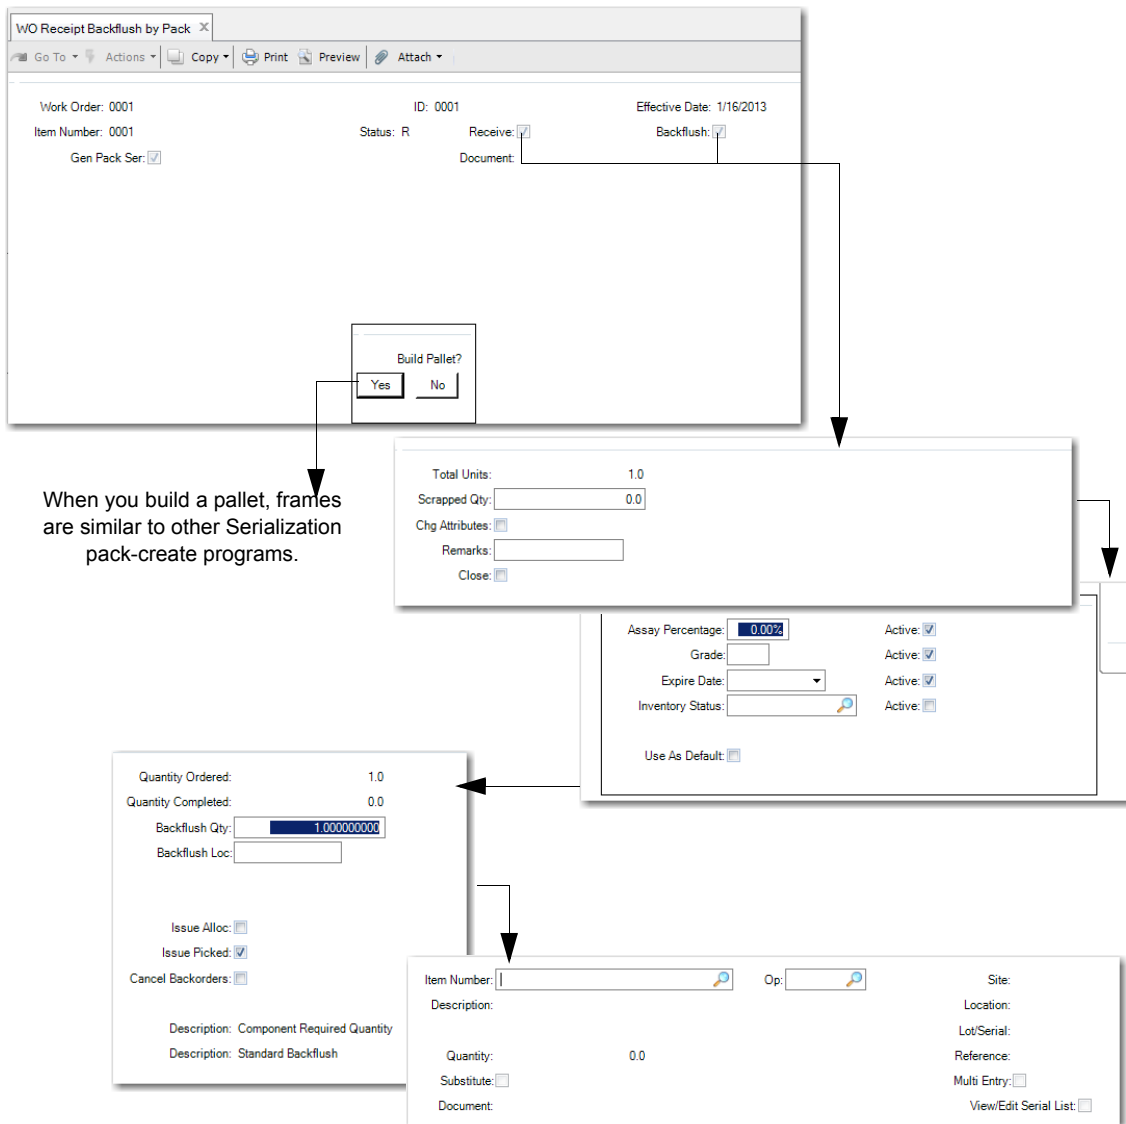 WO Receipt Backflush by Pack
Go To Actions Copy Print Preview Attach
Work Order: 0001 ID: 0001 Effective Date: 1/16/2013
Item Number: 0001 Status: R Receive: Backflush:
Gen Pack Ser: Document:
Build Pallet?
Yes No
When you build a pallet, frames
are similar to other Serialization
pack-create programs.
Total Units: 1.0
Scrapped Qty: 0.0
Chg Attributes:
Remarks:
Close:
Assay Percentage: 0.00% Active:
Grade: Active:
Expire Date: Active:
Inventory Status: Active:
Use As Default:
Quantity Ordered: 1.0
Quantity Completed: 0.0
Backflush Qty: 1.000000000
Backflush Loc:
Issue Alloc:
Issue Picked:
Cancel Backorders:
Description: Component Required Quantity
Description: Standard Backflush
Item Number: Op: Site:
Description: Location:
Lot/Serial:
Quantity: 0.0 Reference:
Substitute: Multi Entry:
Document: View/Edit Serial List: